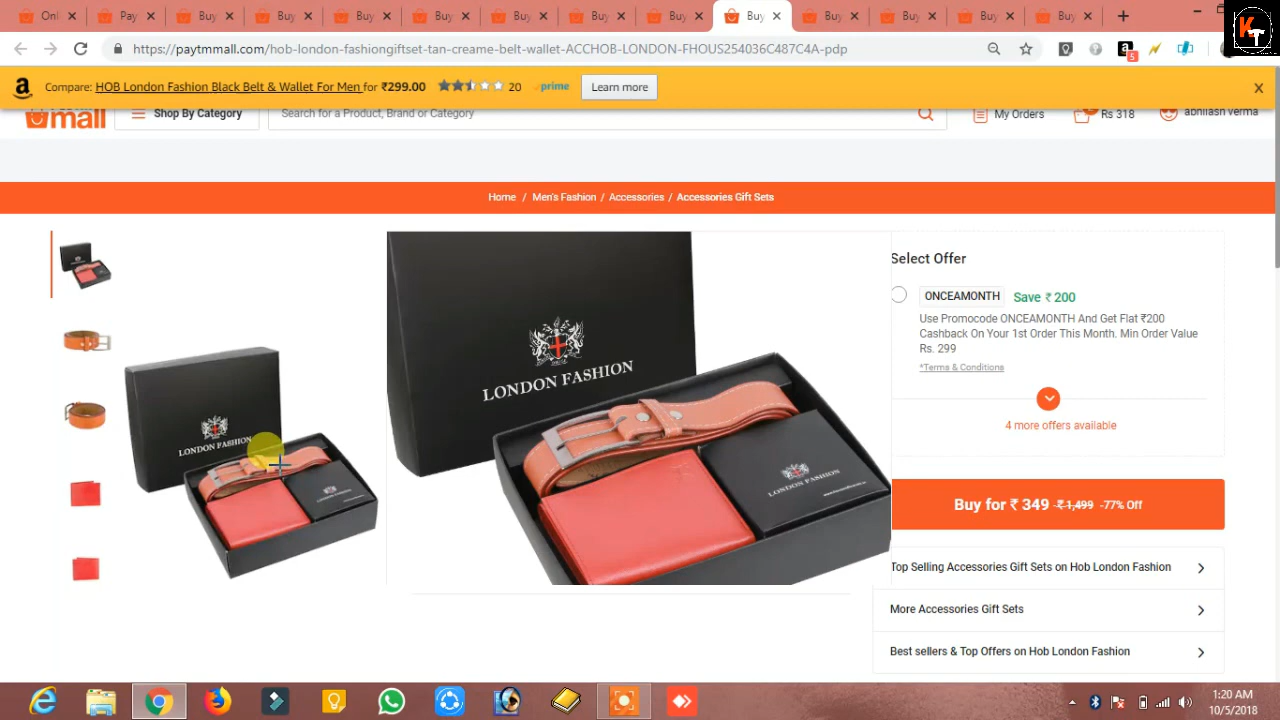 Onl
Pay
Buy
Buy
Buy
Buy
Buy
Buy
Buy
Buy
Buy
Buy
Buy
Buy
https://paytmmall.com/hob-london-fashiongiftset-tan-creame-belt-wallet-ACCHOB-LONDON-FHOUS254036C487C4A-pdp
5
KT
Compare: HOB London Fashion Black Belt & Wallet For Men for ₹299.00 20 prime Learn more
mall
Shop By Category
Search for a Product, Brand or Category
My Orders
Rs 318
abhilash verma
Home / Men's Fashion / Accessories / Accessories Gift Sets
LONDON FASHION
LONDON FASHION
LONDON FASHION
Select Offer
ONCEAMONTH Save ₹ 200
Use Promocode ONCEAMONTH And Get Flat ₹200
Cashback On Your 1st Order This Month. Min Order Value
Rs. 299
*Terms & Conditions
4 more offers available
Buy for ₹ 349 ₹ 1,499 -77% Off
Top Selling Accessories Gift Sets on Hob London Fashion
More Accessories Gift Sets
Best sellers & Top Offers on Hob London Fashion
1:20 AM
10/5/2018